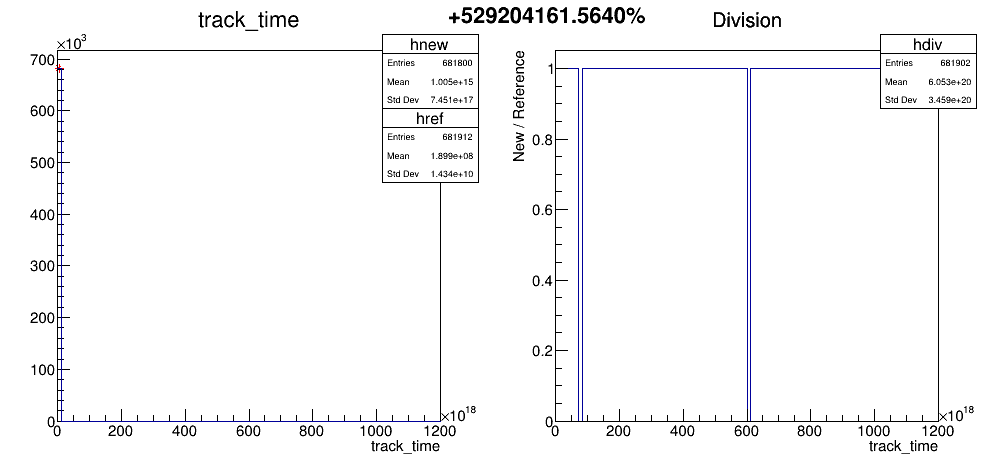 +529204161.5640%
track_time
×10³
700
600
500
400
300
200
100
0
0 200 400 600 800 1000 1200
×10¹⁸
track_time
hnew
Entries 681800
Mean 1.005e+15
Std Dev 7.451e+17
href
Entries 681912
Mean 1.899e+08
Std Dev 1.434e+10
Division
New / Reference
1
0.8
0.6
0.4
0.2
0
0 200 400 600 800 1000 1200
×10¹⁸
track_time
hdiv
Entries 681902
Mean 6.053e+20
Std Dev 3.459e+20